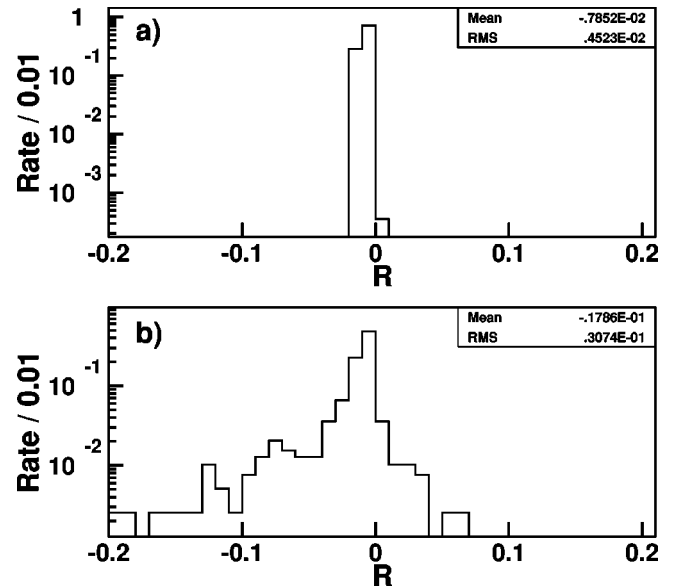 a)
Mean -.7852E-02
RMS .4523E-02
1
10 -1
10 -2
10 -3
Rate / 0.01
-0.2 -0.1 0 0.1 0.2
R
b)
Mean -.1786E-01
RMS .3074E-01
10 -1
10 -2
Rate / 0.01
-0.2 -0.1 0 0.1 0.2
R